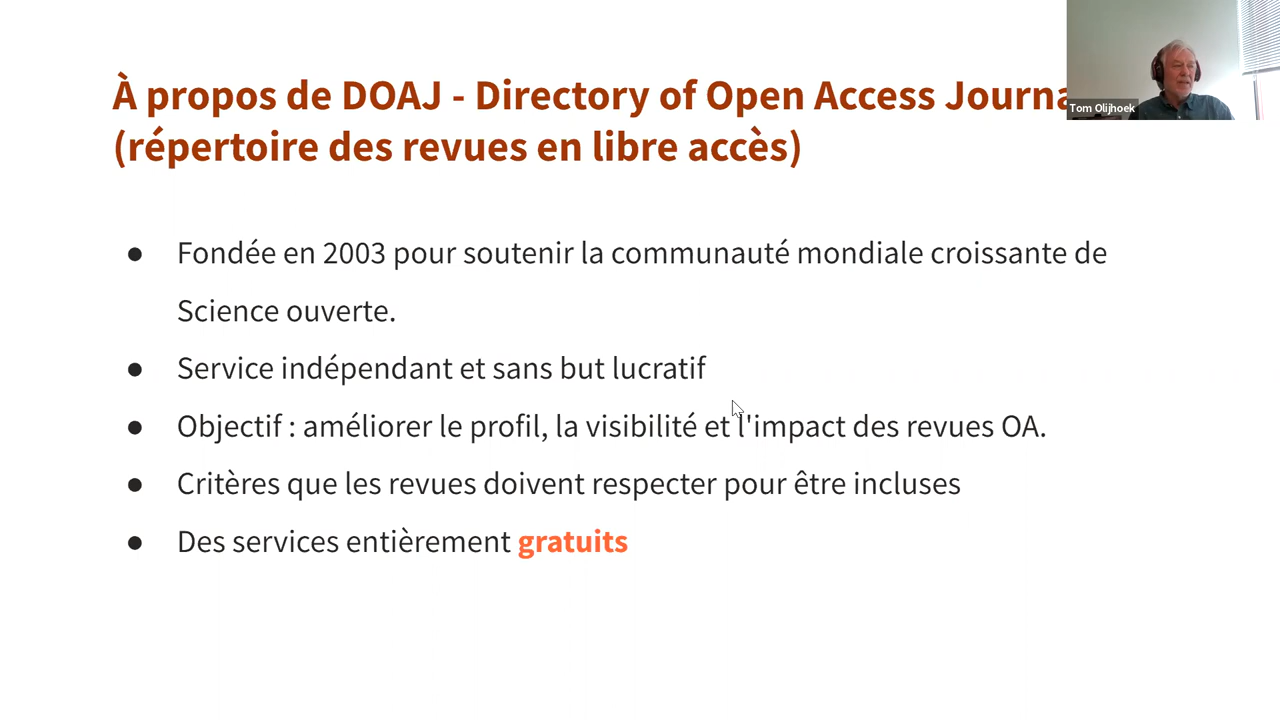 À propos de DOAJ - Directory of Open Access Journa
(répertoire des revues en libre accès)
Tom Olijhoek
● Fondée en 2003 pour soutenir la communauté mondiale croissante de
Science ouverte.
● Service indépendant et sans but lucratif
● Objectif : améliorer le profil, la visibilité et l'impact des revues OA.
● Critères que les revues doivent respecter pour être incluses
● Des services entièrement gratuits